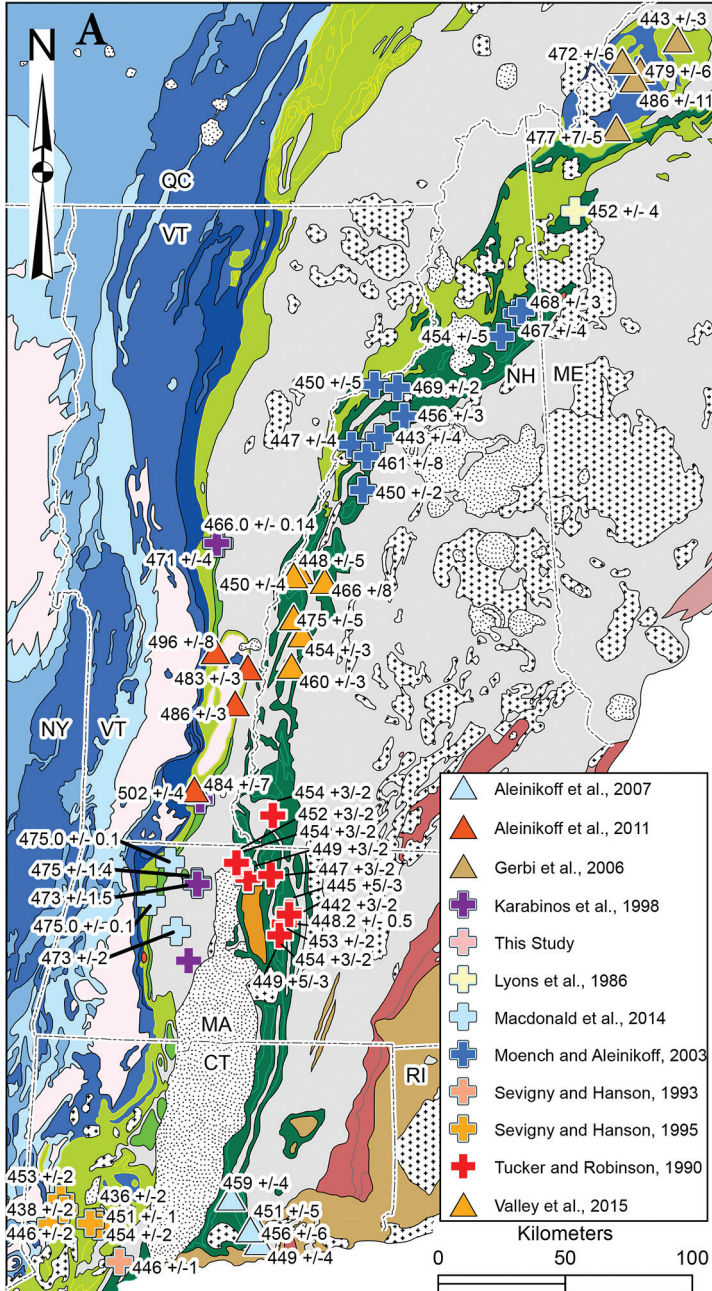 A
N
443 +/-3
472 +/-6
479 +/-6
486 +/-11
477 +7/-5
QC
VT
452 +/- 4
468 +/- 3
467 +/-4
454 +/-5
NH
ME
450 +/-5
469 +/-2
456 +/-3
447 +/-4
443 +/-4
461 +/-8
450 +/-2
466.0 +/- 0.14
471 +/-4
448 +/-5
450 +/-4
466 +/8
475 +/-5
496 +/-8
454 +/-3
483 +/-3
460 +/-3
486 +/-3
NY
VT
502 +/-4
484 +/-7
454 +3/-2
452 +3/-2
454 +3/-2
475.0 +/- 0.1
449 +3/-2
475 +/-1.4
447 +3/-2
473 +/-1.5
445 +5/-3
442 +3/-2
475.0 +/- 0.1
448.2 +/- 0.5
473 +/-2
453 +/-2
454 +3/-2
449 +5/-3
MA
CT
RI
453 +/-2
436 +/-2
438 +/-2
451 +/- 1
446 +/-2
454 +/-2
446 +/-1
459 +/-4
451 +/-5
456 +/-6
449 +/-4
Aleinikoff et al., 2007
Aleinikoff et al., 2011
Gerbi et al., 2006
Karabinos et al., 1998
This Study
Lyons et al., 1986
Macdonald et al., 2014
Moench and Aleinikoff, 2003
Sevigny and Hanson, 1993
Sevigny and Hanson, 1995
Tucker and Robinson, 1990
Valley et al., 2015
Kilometers
0 50 100